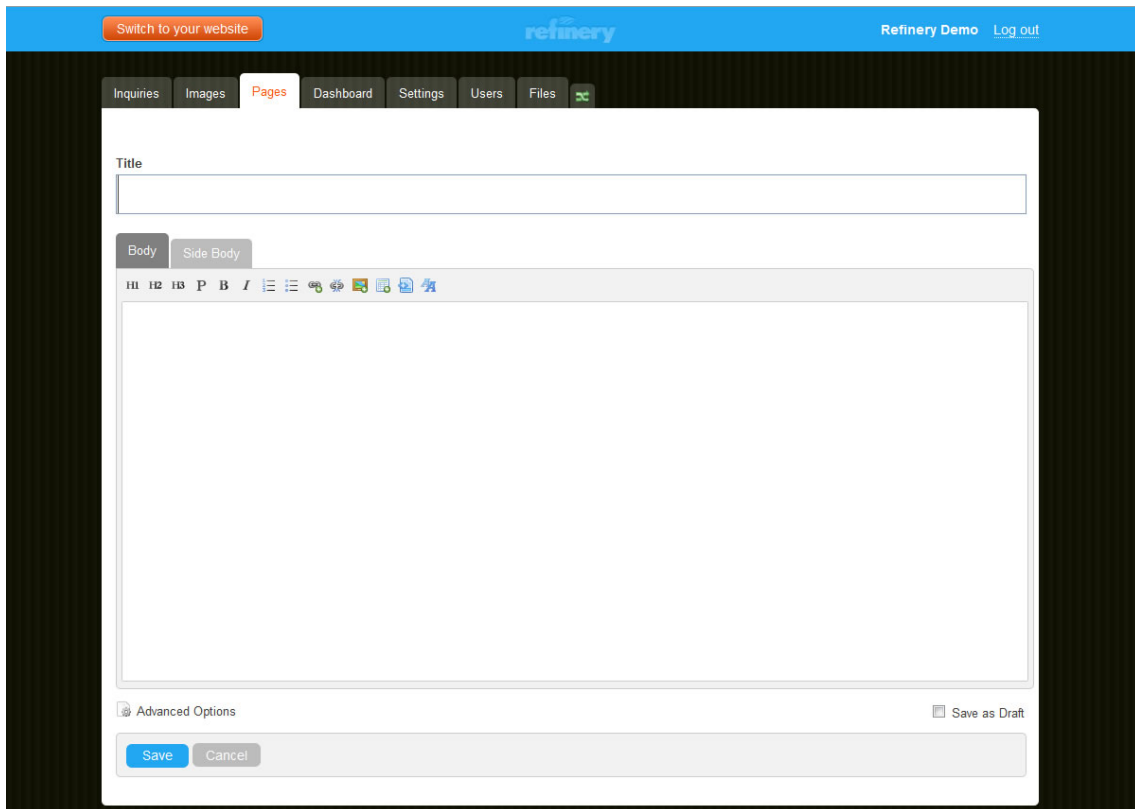 Switch to your website refinery Refinery Demo Log out
Inquiries Images Pages Dashboard Settings Users Files
Title
Body Side Body
H1 H2 H3 P B I
Advanced Options Save as Draft
Save Cancel